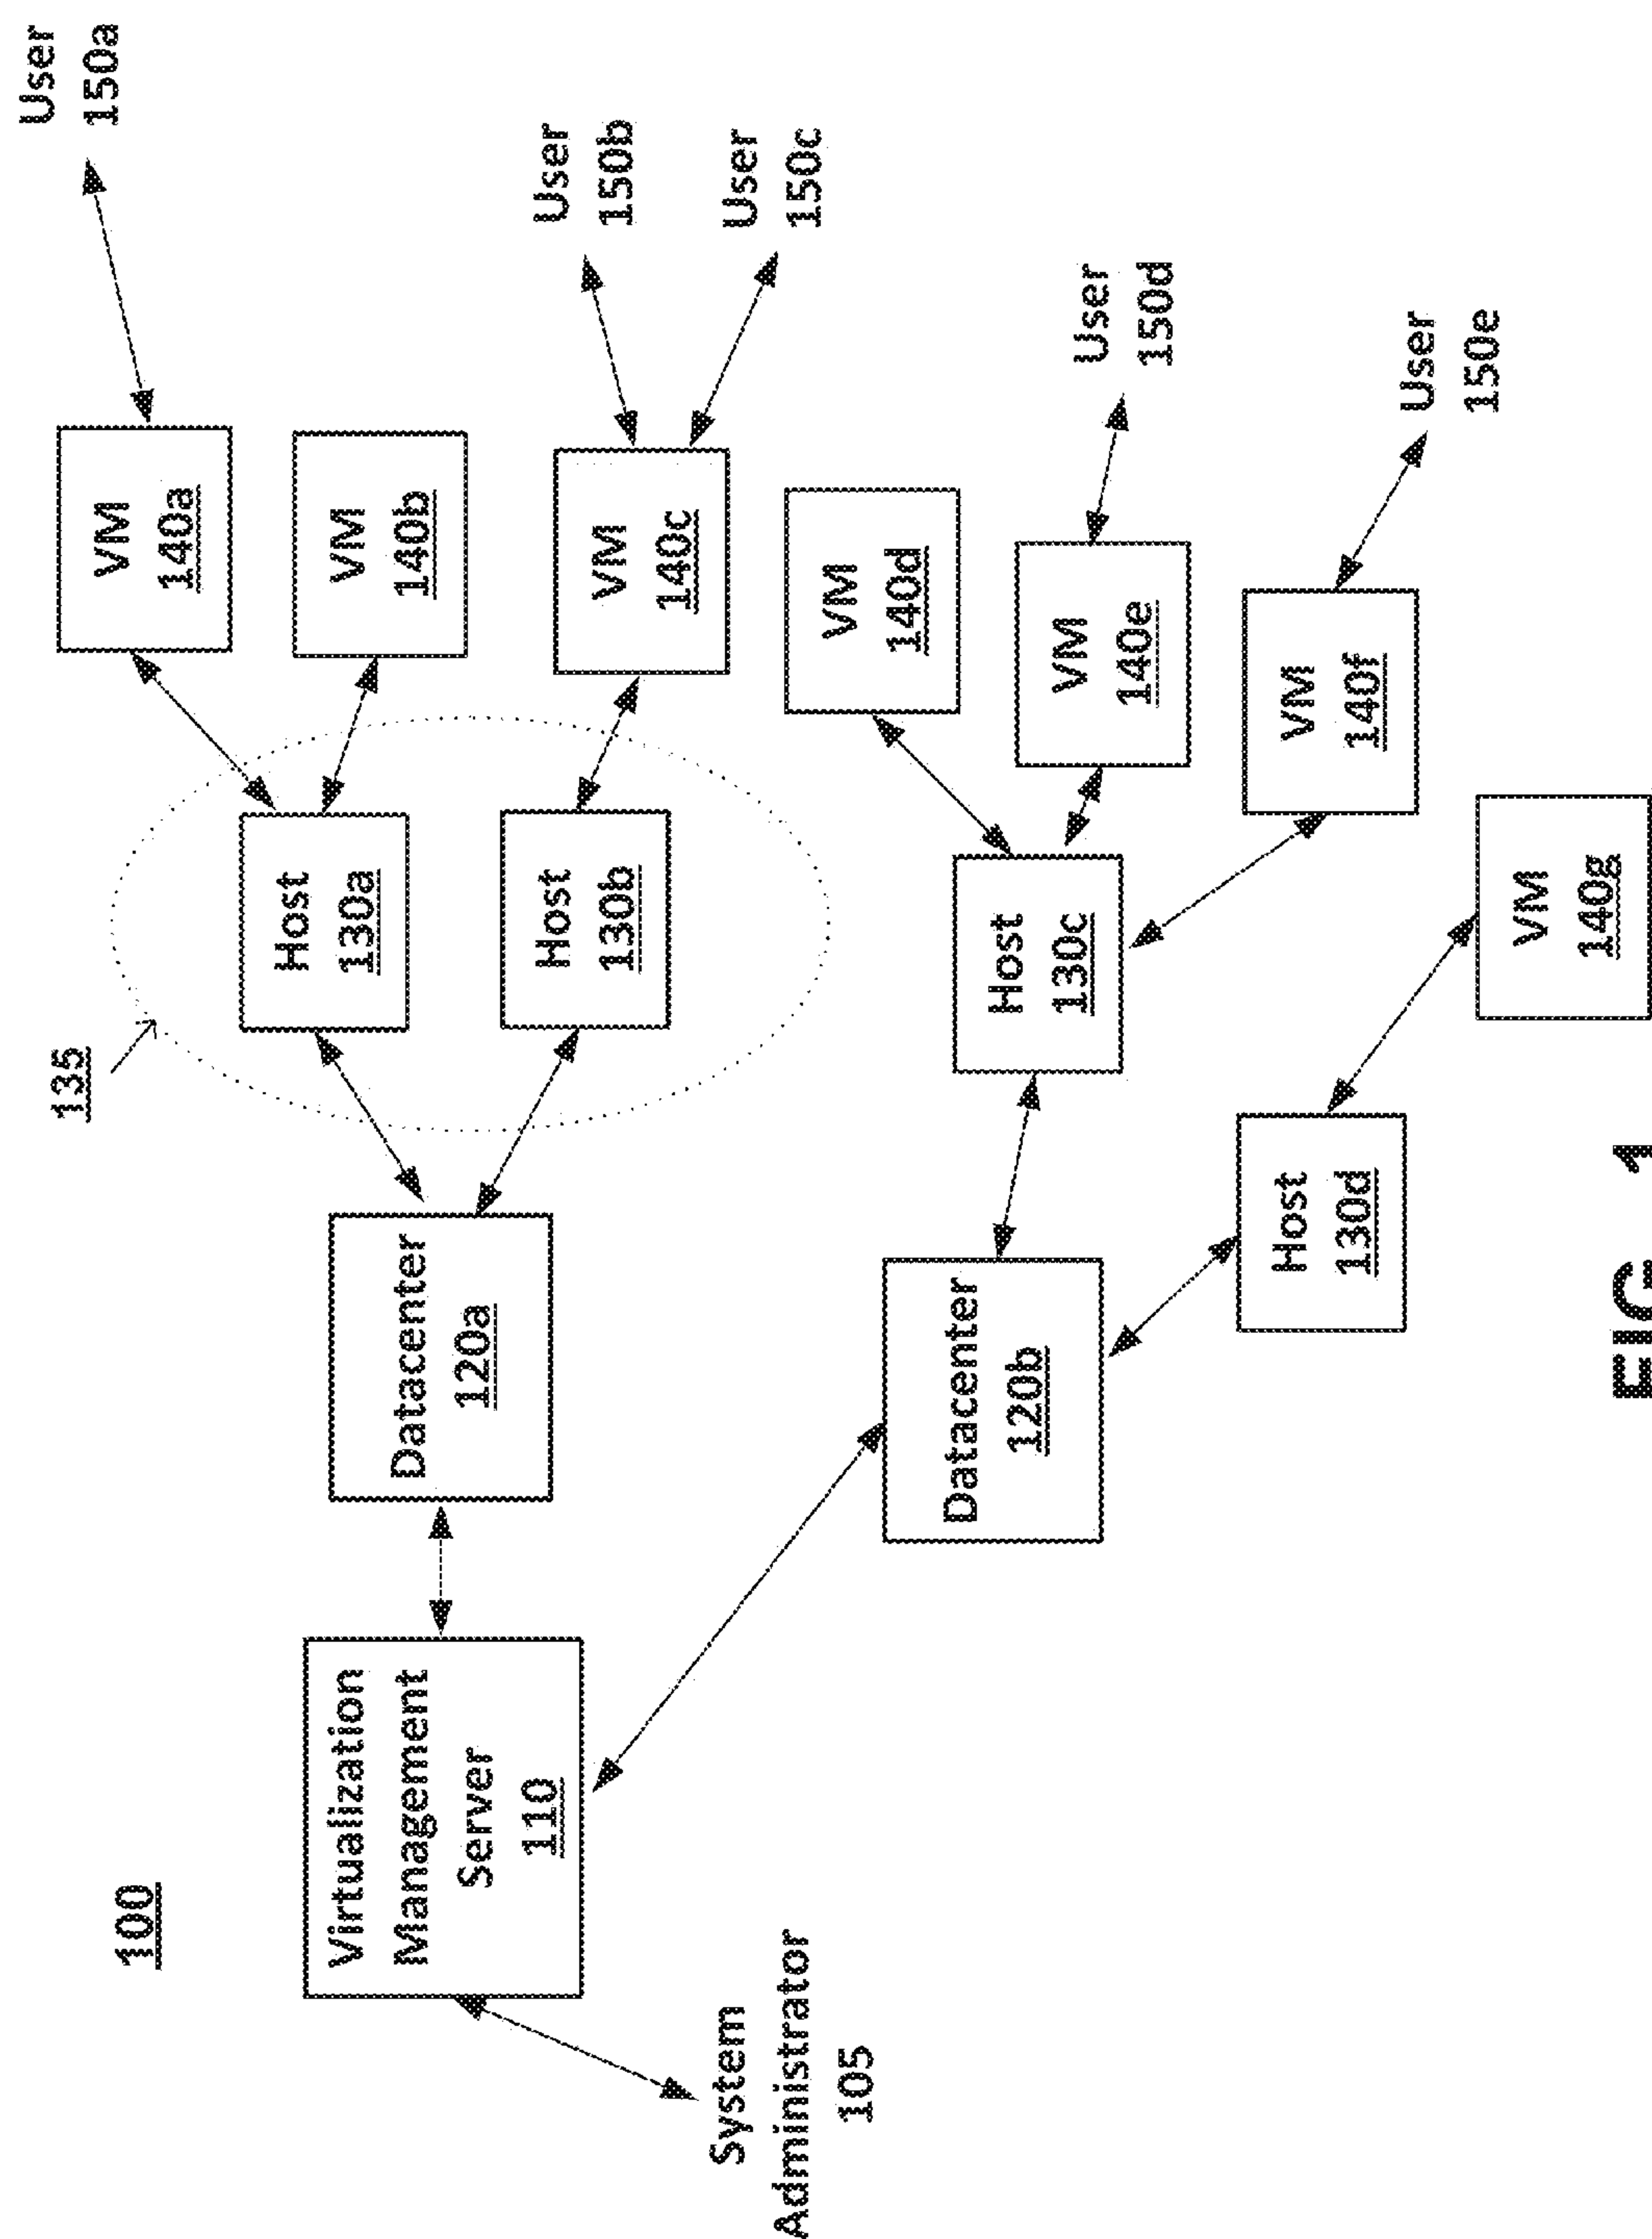 100
System
Administrator
105
Virtualization
Management
Server
110
Datacenter
120a
Datacenter
120b
135
Host
130a
Host
130b
Host
130c
Host
130d
VM
140a
VM
140b
VM
140c
VM
140d
VM
140e
VM
140f
VM
140g
User
150a
User
150b
User
150c
User
150d
User
150e
FIG. 1